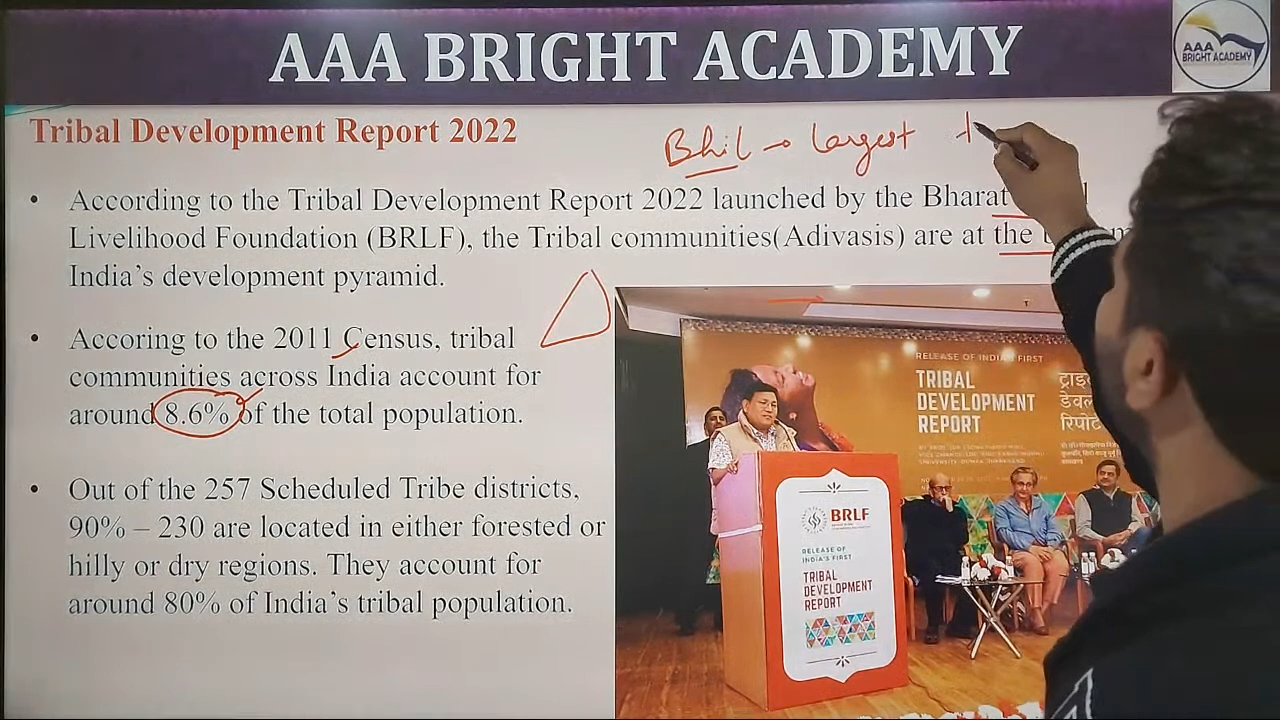 AAA BRIGHT ACADEMY
AAA
BRIGHT ACADEMY
Tribal Development Report 2022
Bhil → largest t
• According to the Tribal Development Report 2022 launched by the Bharat
Livelihood Foundation (BRLF), the Tribal communities(Adivasis) are at the
India's development pyramid.
• Accoring to the 2011 Census, tribal
communities across India account for
around 8.6% of the total population.
• Out of the 257 Scheduled Tribe districts,
90% – 230 are located in either forested or
hilly or dry regions. They account for
around 80% of India's tribal population.
RELEASE OF INDIA'S FIRST
TRIBAL
DEVELOPMENT
REPORT
BRLF
RELEASE OF
INDIA'S FIRST
TRIBAL
DEVELOPMENT
REPORT